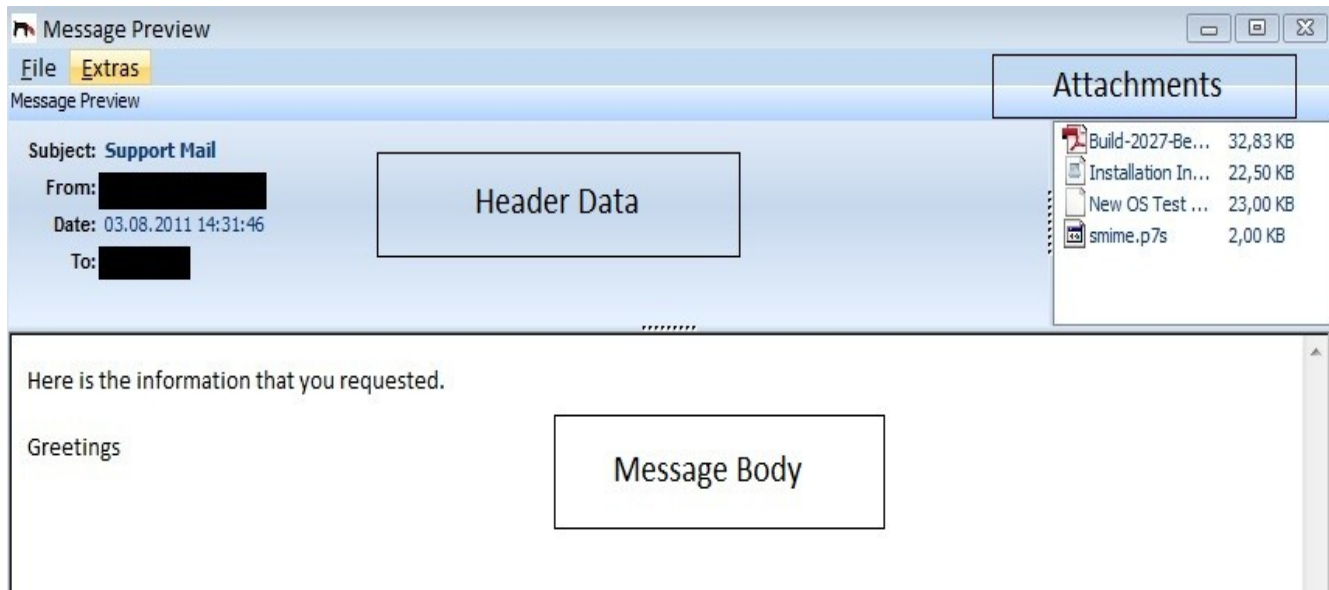 Message Preview
File Extras
Message Preview
Attachments
Subject: Support Mail
From:
Date: 03.08.2011 14:31:46
To:
Header Data
Build-2027-Be... 32,83 KB
Installation In... 22,50 KB
New OS Test ... 23,00 KB
smime.p7s 2,00 KB
Here is the information that you requested.
Greetings
Message Body